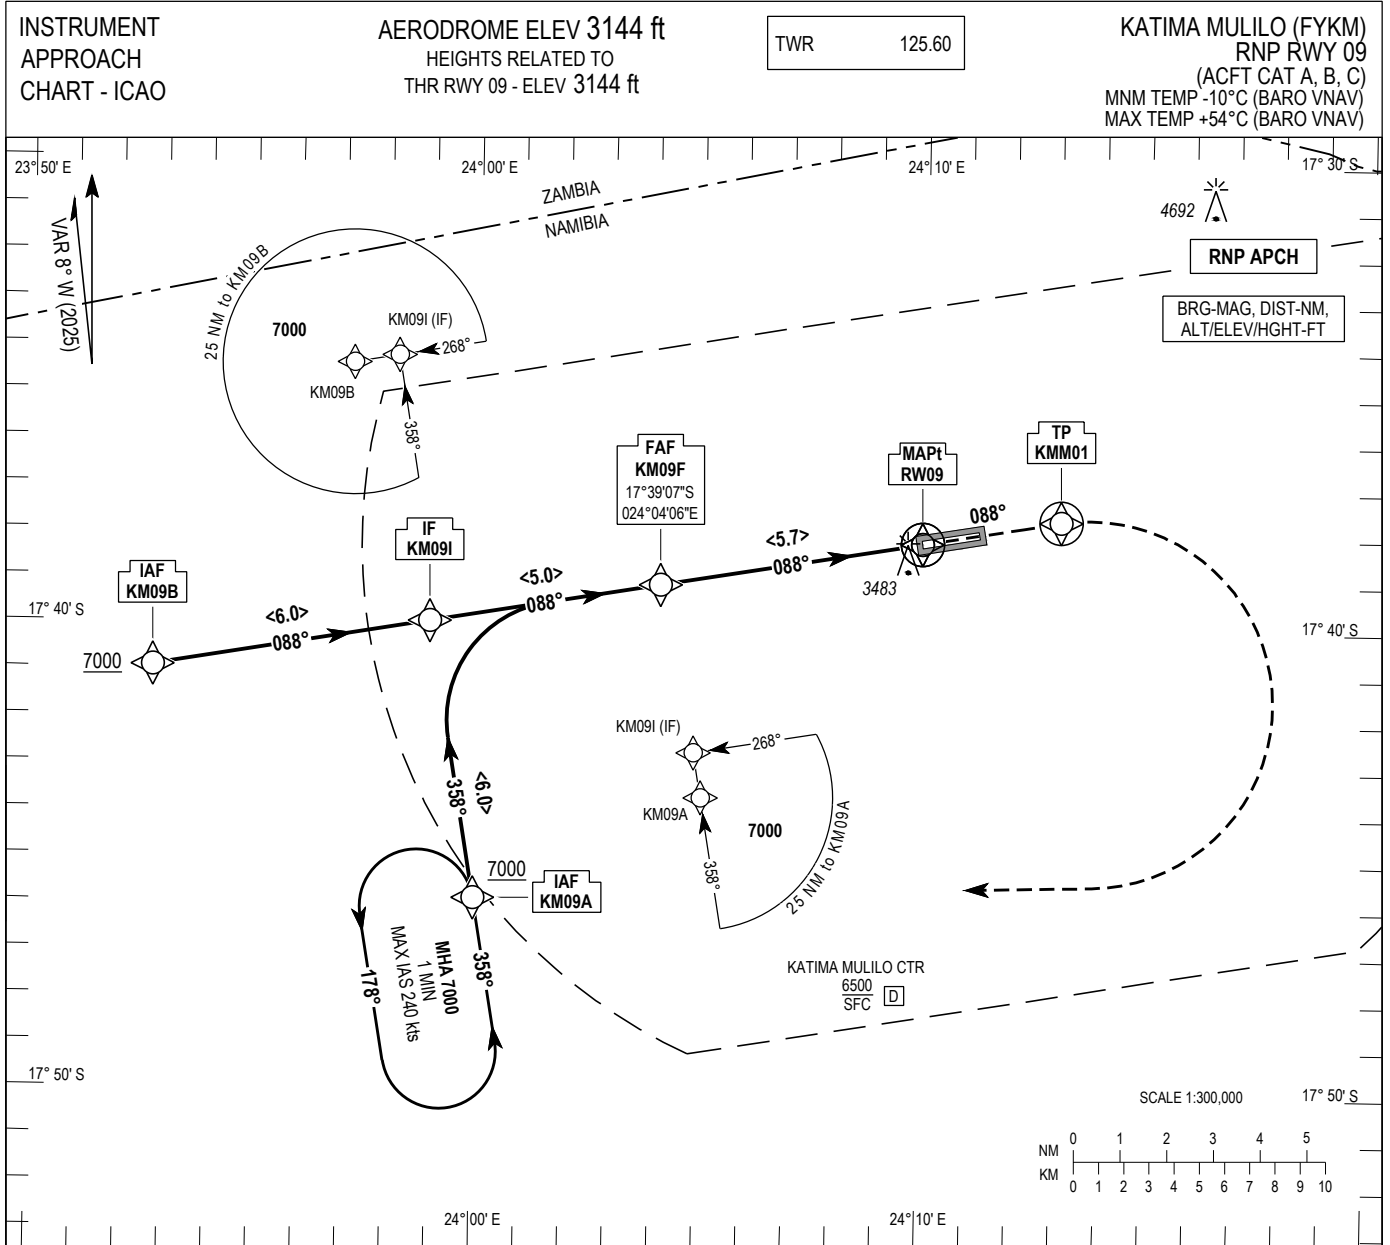 INSTRUMENT
APPROACH
CHART - ICAO
AERODROME ELEV 3144 ft
HEIGHTS RELATED TO
THR RWY 09 - ELEV 3144 ft
TWR 125.60
KATIMA MULILO (FYKM)
RNP RWY 09
(ACFT CAT A, B, C)
MNM TEMP -10°C (BARO VNAV)
MAX TEMP +54°C (BARO VNAV)
23°50' E
24°00' E
24°10' E
17°30' S
VAR 8° W (2025)
ZAMBIA
NAMIBIA
4692
RNP APCH
BRG-MAG, DIST-NM,
ALT/ELEV/HGHT-FT
25 NM to KM09B
7000
KM09I (IF)
268°
KM09B
358°
FAF
KM09F
17°39'07"S
024°04'06"E
MAPt
RW09
TP
KMM01
IF
KM09I
IAF
KM09B
<6.0>
088°
<5.0>
088°
<5.7>
088°
088°
3483
17° 40' S
17° 40' S
7000
KM09I (IF)
268°
KM09A
358°
7000
25 NM to KM09A
<6.0>
358°
7000
IAF
KM09A
MHA 7000
1 MIN
MAX IAS 240 kts
178°
358°
KATIMA MULILO CTR
6500
SFC
D
17° 50' S
17° 50' S
SCALE 1:300,000
NM 0 1 2 3 4 5
KM 0 1 2 3 4 5 6 7 8 9 10
24°00' E
24°10' E